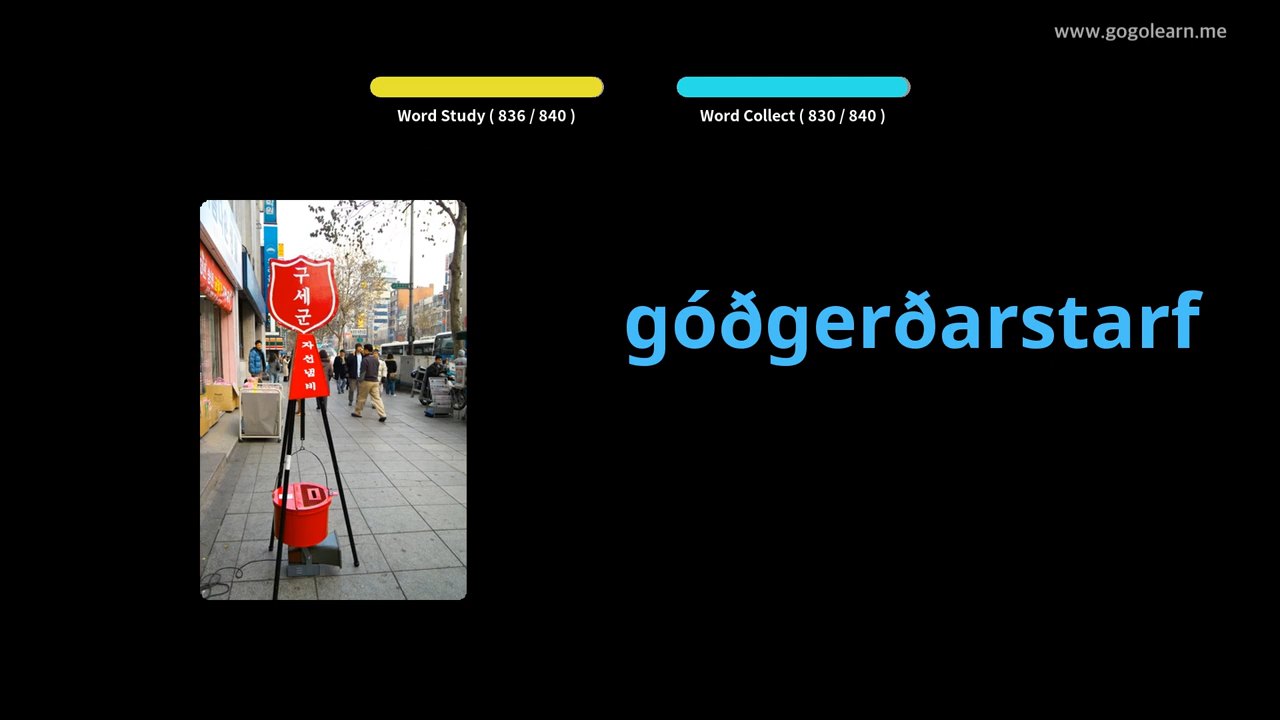 www.gogolearn.me
Word Study ( 836 / 840 )
Word Collect ( 830 / 840 )
góðgerðarstarf
구세군
자선냄비